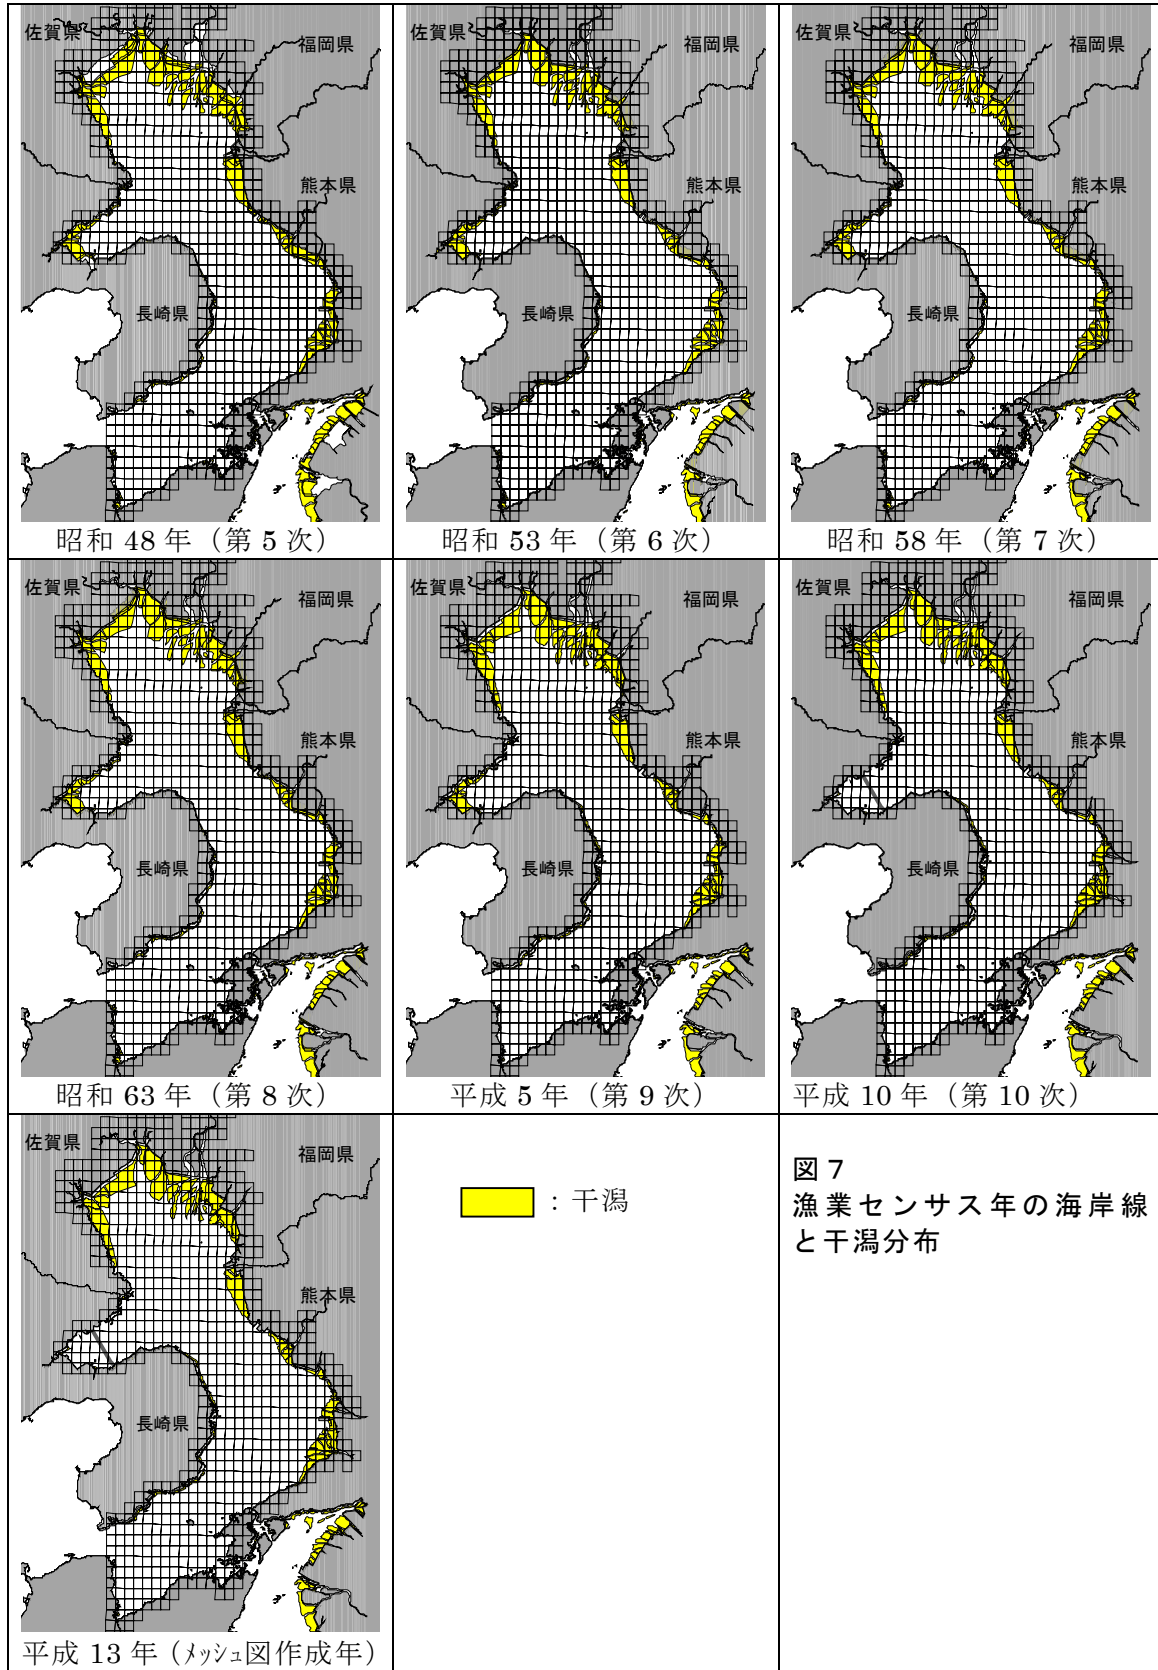 佐賀県
福岡県
熊本県
長崎県
昭和 48 年（第 5 次）
佐賀県
福岡県
熊本県
長崎県
昭和 53 年（第 6 次）
佐賀県
福岡県
熊本県
長崎県
昭和 58 年（第 7 次）
佐賀県
福岡県
熊本県
長崎県
昭和 63 年（第 8 次）
佐賀県
福岡県
熊本県
長崎県
平成 5 年（第 9 次）
佐賀県
福岡県
熊本県
長崎県
平成 10 年（第 10 次）
佐賀県
福岡県
熊本県
長崎県
平成 13 年（ﾒｯｼｭ図作成年）
：干潟
図７
漁業センサス年の海岸線
と干潟分布